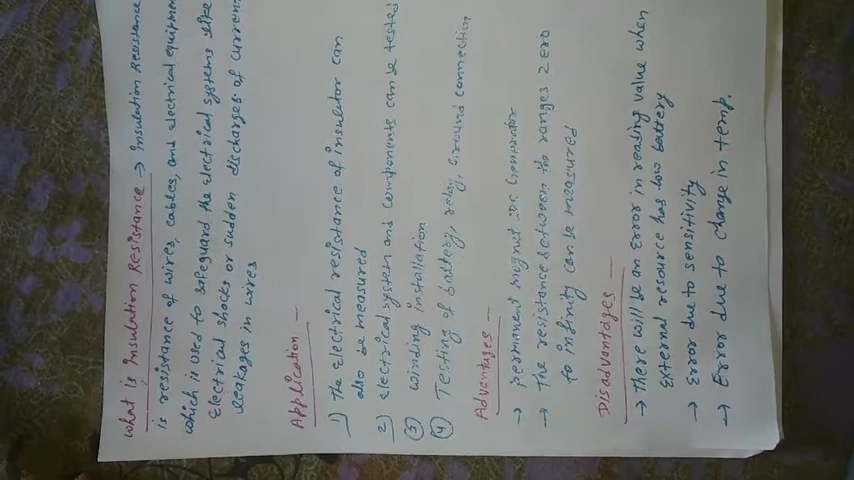 What is Insulation Resistance → Insulation Resistance
is resistance of wires, cables, and electrical equipmen
which is used to safeguard the electrical systems like
Electrical shocks or sudden discharges of curren
leakages in wires
Application -
1) the Electrical resistance of insulator can
also be measured
2) electrical system and components can be tested
③ winding installation
④ Testing of battery, relay, Ground connection
Advantages -
→ permanent magnet DC Generator
→ the resistance between the ranges zero
to infinity can be measured
Disadvantages -
→ there will be an Error in reading value when
External resource has low battery
→ Error due to sensitivity
→ Error due to change in temp.